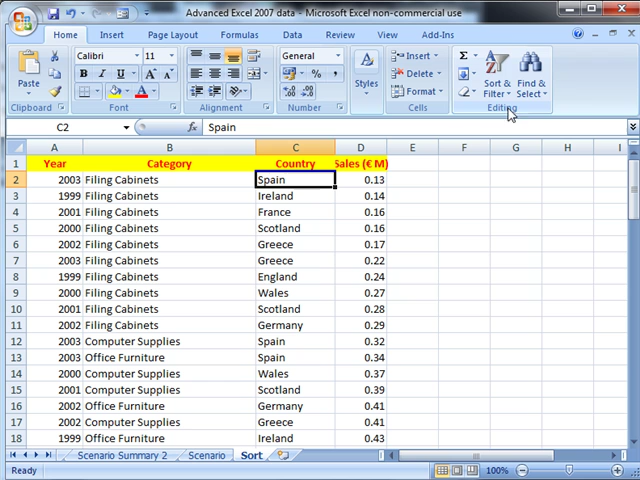 Advanced Excel 2007 data - Microsoft Excel non-commercial use
Home Insert Page Layout Formulas Data Review View Add-Ins
Paste
Clipboard
Calibri 11
B I U A A
A
Font
Alignment
General
% ,
Number
Styles
Insert
Delete
Format
Cells
Σ
Sort & Filter
Find & Select
Editing
C2 fx Spain
A B C D E F G H I
1 Year Category Country Sales (€ M)
2 2003 Filing Cabinets Spain 0.13
3 1999 Filing Cabinets Ireland 0.14
4 2001 Filing Cabinets France 0.16
5 2000 Filing Cabinets Scotland 0.16
6 2002 Filing Cabinets Greece 0.17
7 2003 Filing Cabinets Greece 0.22
8 1999 Filing Cabinets England 0.24
9 2000 Filing Cabinets Wales 0.27
10 2001 Filing Cabinets Scotland 0.28
11 2002 Filing Cabinets Germany 0.29
12 2003 Computer Supplies Spain 0.32
13 2003 Office Furniture Spain 0.34
14 2000 Computer Supplies Wales 0.37
15 2001 Computer Supplies Scotland 0.39
16 2002 Office Furniture Germany 0.41
17 2002 Computer Supplies Greece 0.41
18 1999 Office Furniture Ireland 0.43
Scenario Summary 2 Scenario Sort
Ready 100%